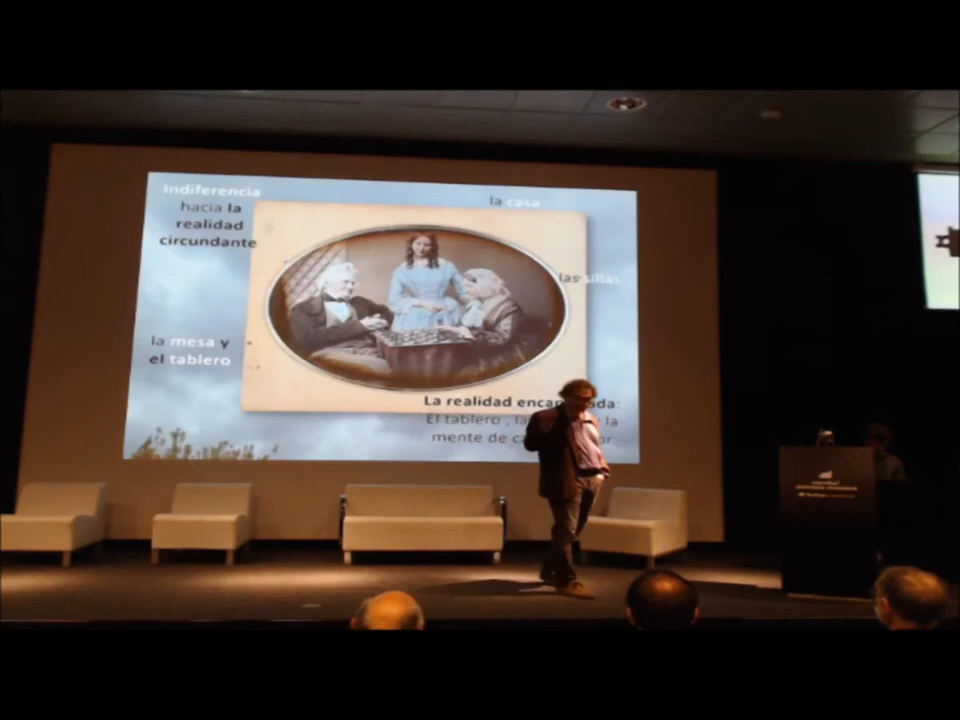 Indiferencia
hacia la
realidad
circundante
la casa
las sillas
la mesa y
el tablero
La realidad
El tablero , la
mente de